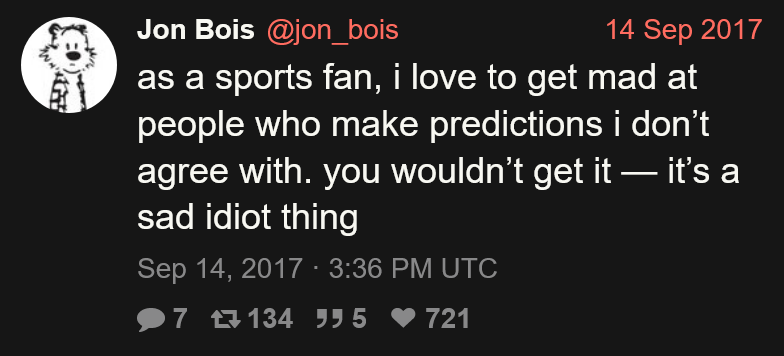 Jon Bois @jon_bois 14 Sep 2017
as a sports fan, i love to get mad at
people who make predictions i don’t
agree with. you wouldn’t get it — it’s a
sad idiot thing
Sep 14, 2017 · 3:36 PM UTC
7 134 5 721